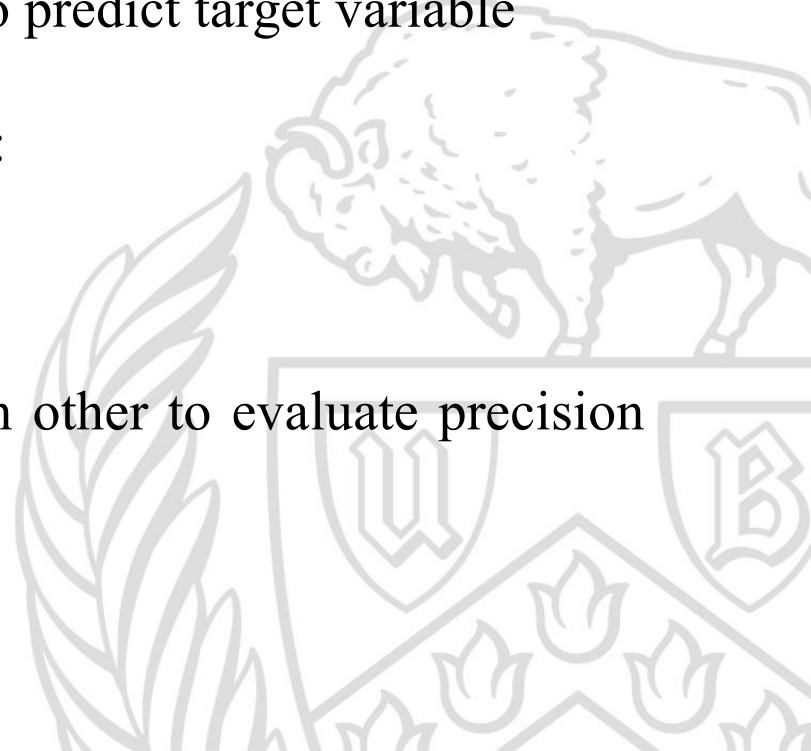 predict target variable
:
other to evaluate precision
U B